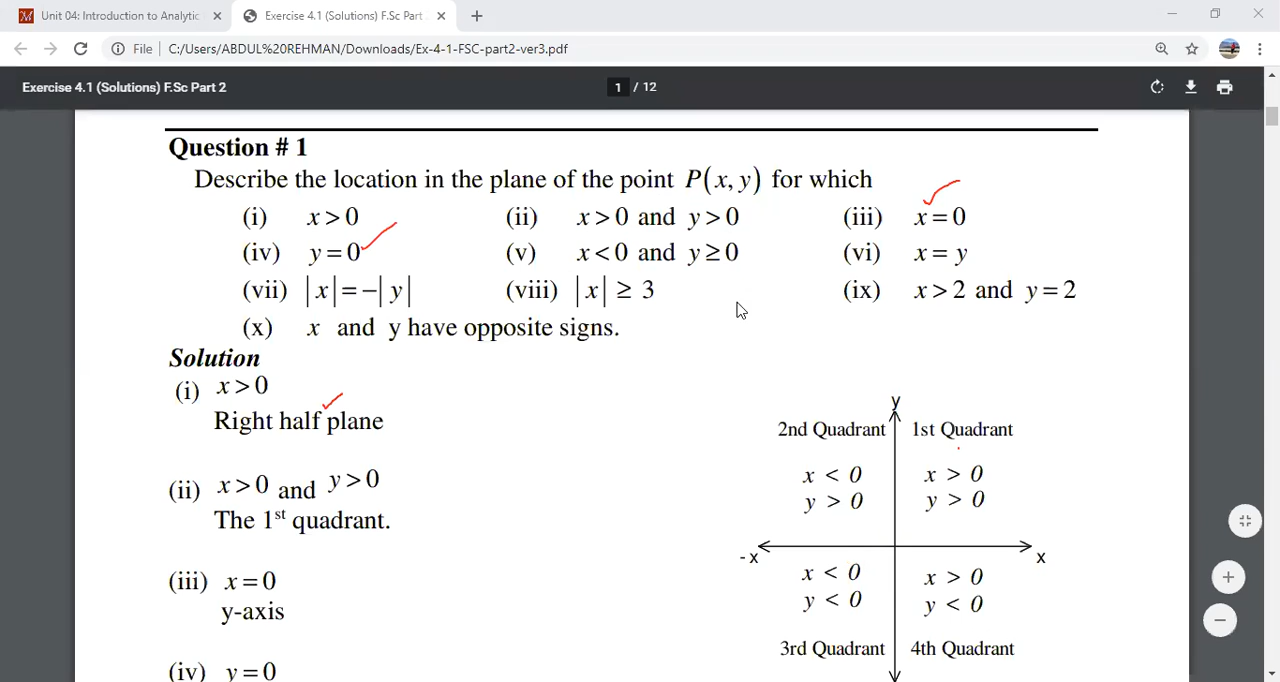 Unit 04: Introduction to Analytic
Exercise 4.1 (Solutions) F.Sc Part
File C:/Users/ABDUL%20REHMAN/Downloads/Ex-4-1-FSC-part2-ver3.pdf
Exercise 4.1 (Solutions) F.Sc Part 2 1 / 12
Question # 1
Describe the location in the plane of the point P(x, y) for which
(i) x > 0 (ii) x > 0 and y > 0 (iii) x = 0
(iv) y = 0 (v) x < 0 and y ≥ 0 (vi) x = y
(vii) |x| = −|y| (viii) |x| ≥ 3 (ix) x > 2 and y = 2
(x) x and y have opposite signs.
Solution
(i) x > 0
Right half plane
(ii) x > 0 and y > 0
The 1st quadrant.
(iii) x = 0
y-axis
(iv) y = 0
y
2nd Quadrant 1st Quadrant
x < 0 x > 0
y > 0 y > 0
- x x
x < 0 x > 0
y < 0 y < 0
3rd Quadrant 4th Quadrant